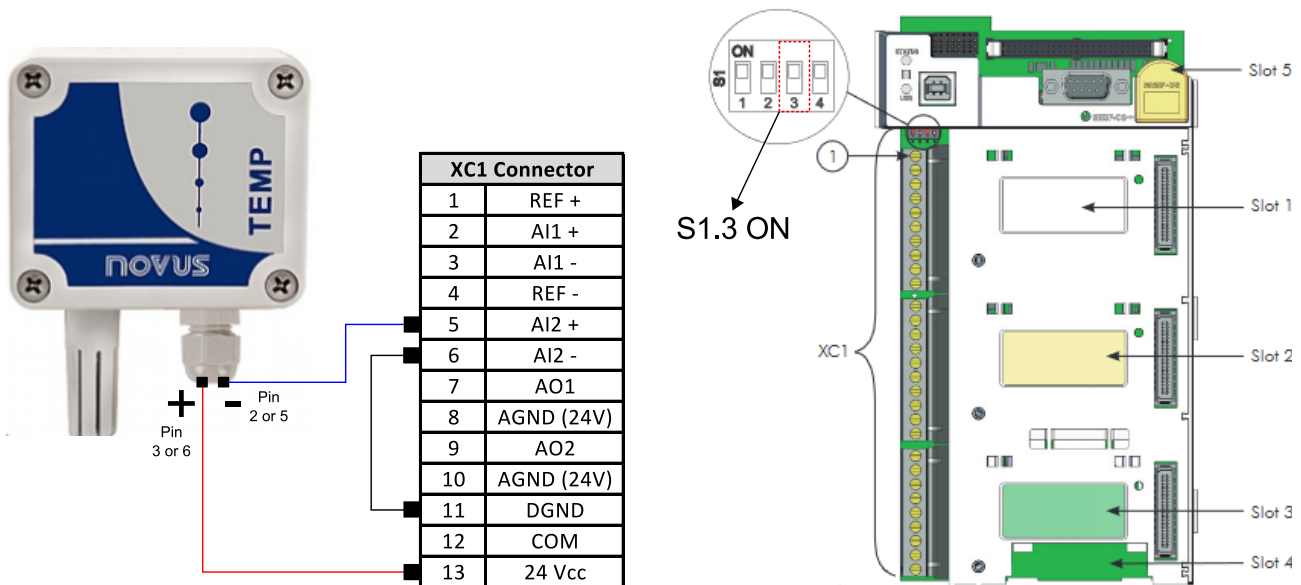 TEMP
NOVUS
+
-
Pin
2 or 5
Pin
3 or 6
XC1 Connector
1 REF +
2 AI1 +
3 AI1 -
4 REF -
5 AI2 +
6 AI2 -
7 AO1
8 AGND (24V)
9 AO2
10 AGND (24V)
11 DGND
12 COM
13 24 Vcc
ON
S1
1 2 3 4
S1.3 ON
STATUS
USB
1
XC1
Slot 5
Slot 1
Slot 2
Slot 3
Slot 4